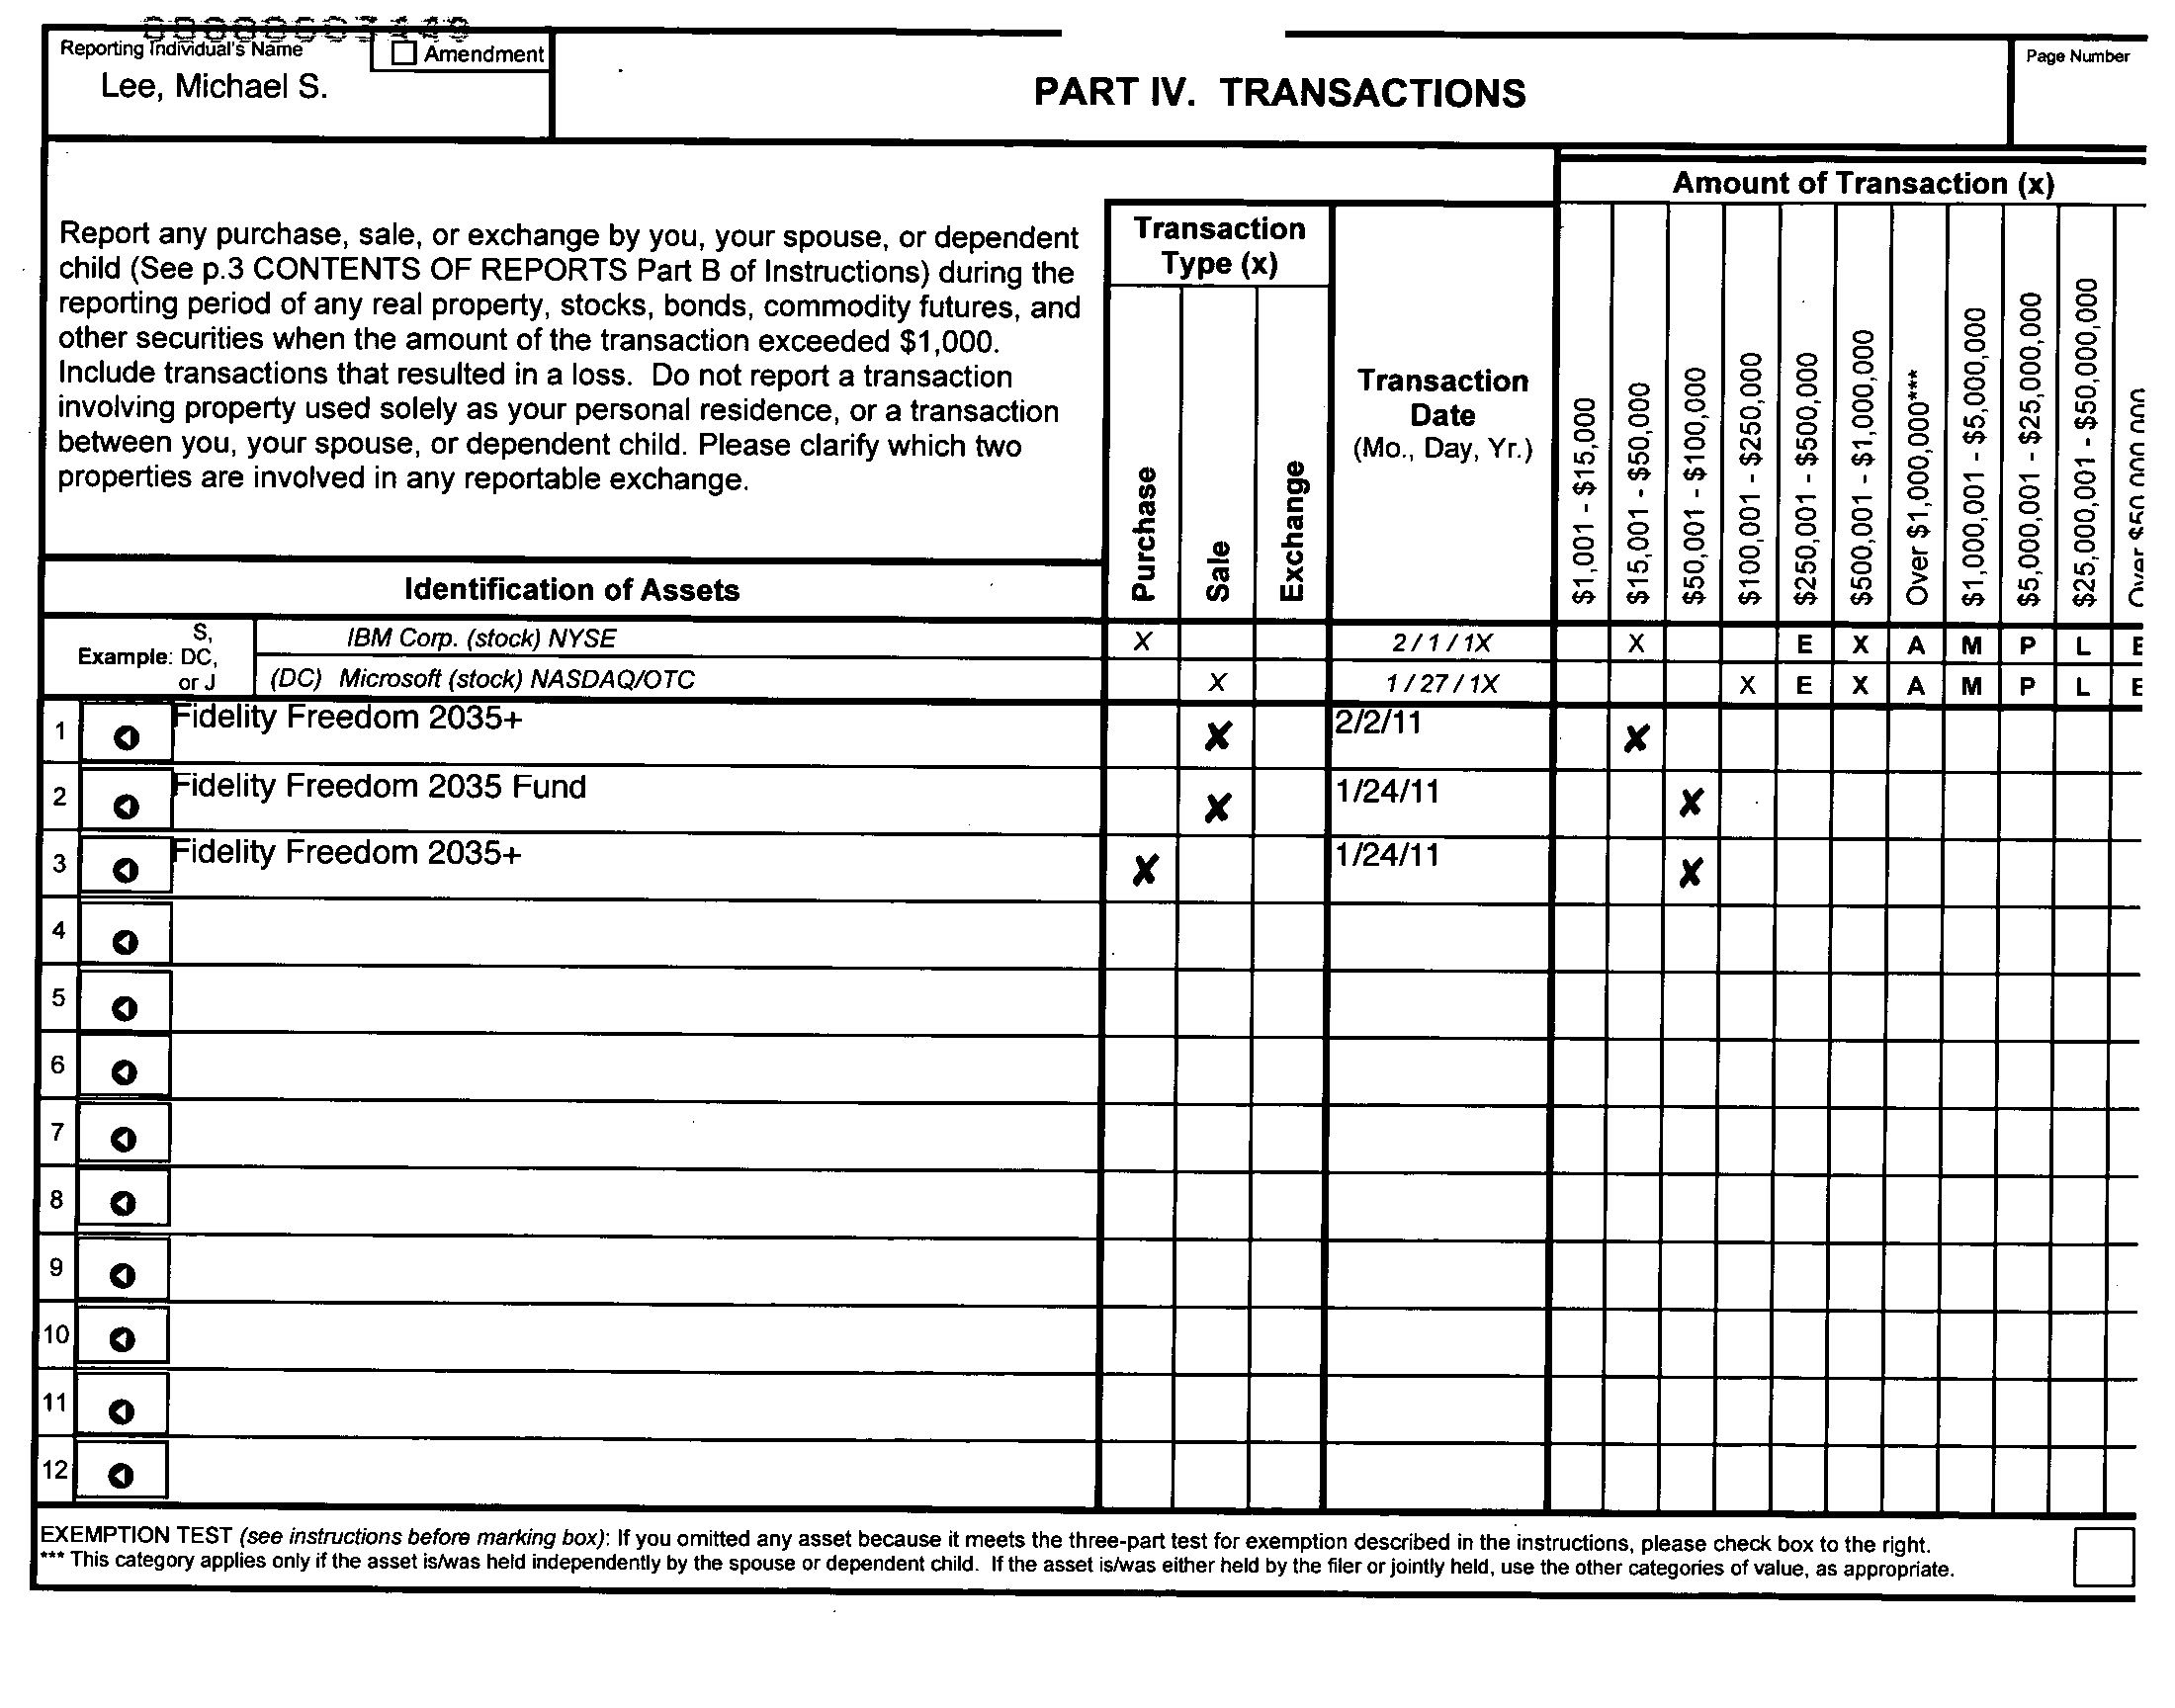 Reporting Individual's Name
Amendment
Lee, Michael S.
PART IV. TRANSACTIONS
Page Number
Amount of Transaction (x)
Report any purchase, sale, or exchange by you, your spouse, or dependent
child (See p.3 CONTENTS OF REPORTS Part B of Instructions) during the
reporting period of any real property, stocks, bonds, commodity futures, and
other securities when the amount of the transaction exceeded $1,000.
Include transactions that resulted in a loss. Do not report a transaction
involving property used solely as your personal residence, or a transaction
between you, your spouse, or dependent child. Please clarify which two
properties are involved in any reportable exchange.
Transaction
Type (x)
Purchase
Sale
Exchange
Transaction
Date
(Mo., Day, Yr.)
$1,001 - $15,000
$15,001 - $50,000
$50,001 - $100,000
$100,001 - $250,000
$250,001 - $500,000
$500,001 - $1,000,000
Over $1,000,000***
$1,000,001 - $5,000,000
$5,000,001 - $25,000,000
$25,000,001 - $50,000,000
Identification of Assets
Example: S, DC, or J
IBM Corp. (stock) NYSE X 2 / 1 / 1X X E X A M P L E
(DC) Microsoft (stock) NASDAQ/OTC X 1 / 27 / 1X X E X A M P L E
1 Fidelity Freedom 2035+ X 2/2/11 X
2 Fidelity Freedom 2035 Fund X 1/24/11 X
3 Fidelity Freedom 2035+ X 1/24/11 X
4
5
6
7
8
9
10
11
12
EXEMPTION TEST (see instructions before marking box): If you omitted any asset because it meets the three-part test for exemption described in the instructions, please check box to the right.
*** This category applies only if the asset is/was held independently by the spouse or dependent child. If the asset is/was either held by the filer or jointly held, use the other categories of value, as appropriate.